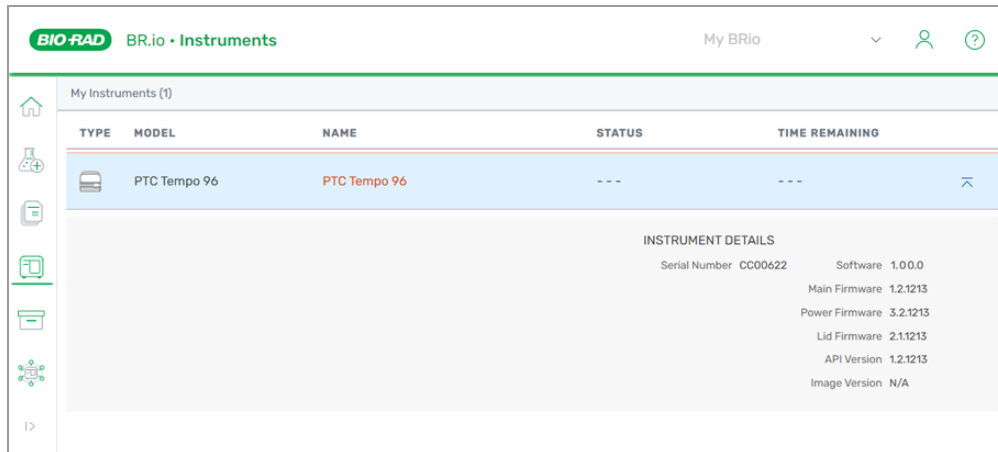 BIO-RAD BR.io • Instruments My BRio ?
My Instruments (1)
TYPE MODEL NAME STATUS TIME REMAINING
PTC Tempo 96 PTC Tempo 96 - - - - - -
INSTRUMENT DETAILS
Serial Number CC00622 Software 1.00.0
Main Firmware 1.2.1213
Power Firmware 3.2.1213
Lid Firmware 2.1.1213
API Version 1.2.1213
Image Version N/A